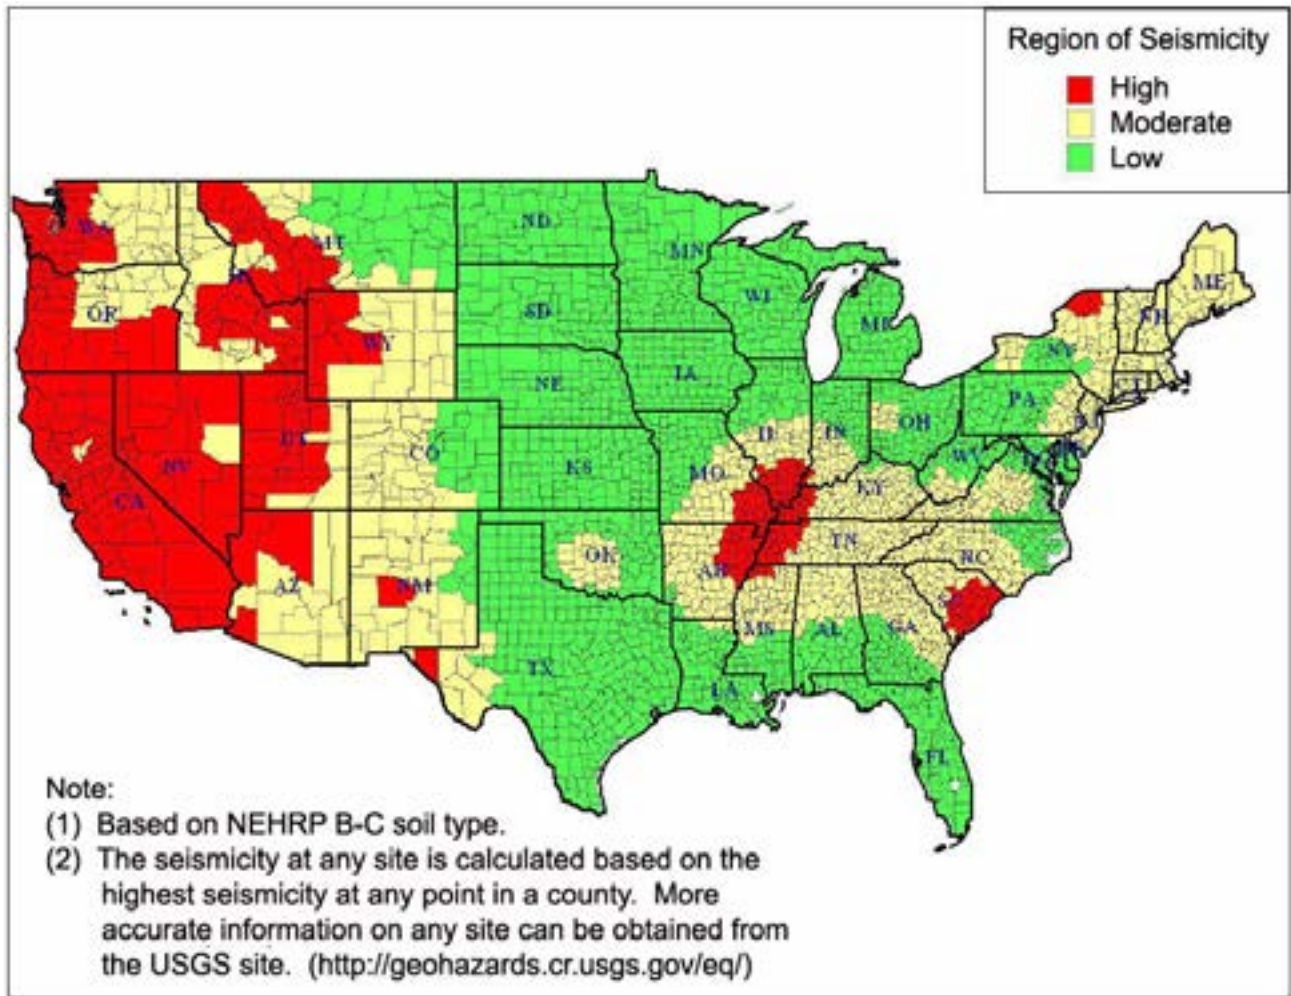 Region of Seismicity
High
Moderate
Low
WA
MT
ND
MN
ME
OR
SD
WI
MI
NH
WY
NY
NE
IA
PA
NV
UT
CO
KS
MO
IL
IN
OH
WV
KY
CA
AZ
NM
OK
AR
TN
NC
TX
MS
AL
GA
LA
FL
Note:
(1) Based on NEHRP B-C soil type.
(2) The seismicity at any site is calculated based on the
highest seismicity at any point in a county. More
accurate information on any site can be obtained from
the USGS site. (http://geohazards.cr.usgs.gov/eq/)